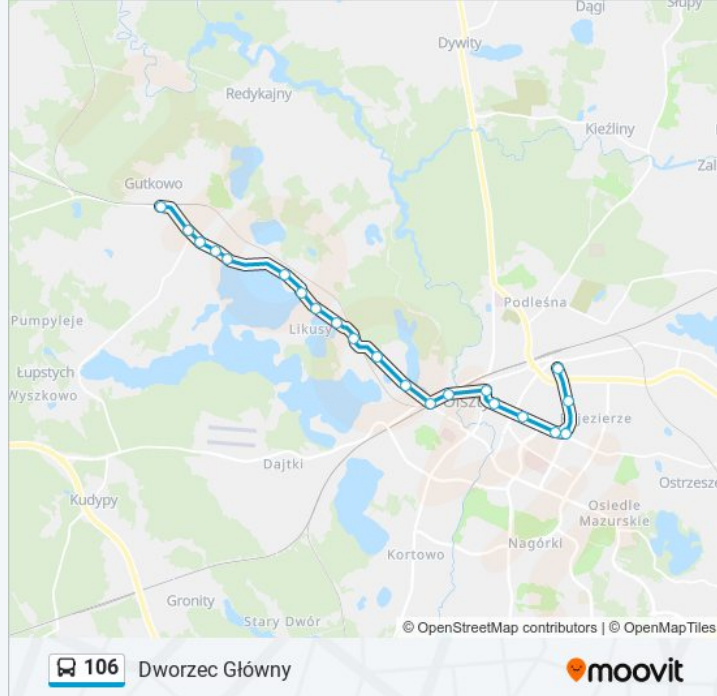 Dągi
Słupy
Dywity
Redykajny
Kieźliny
Zal
Gutkowo
Podleśna
Pumpyleje
Likusy
Łupstych
Wyszkowo
Olszty
jezierze
Dajtki
Ostrzesze
Kudypy
Osiedle
Mazurskie
Nagórki
Kortowo
Gronity
Stary Dwór
© OpenStreetMap contributors | © OpenMapTiles
106 Dworzec Główny
moovit